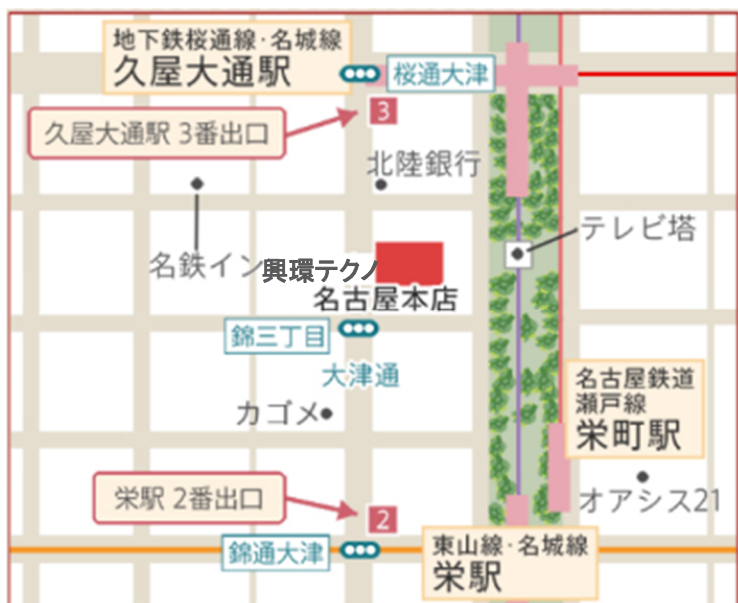 地下鉄桜通線·名城線
久屋大通駅
桜通大津
3
久屋大通駅 3番出口
北陸銀行
テレビ塔
名鉄イン
興環テクノ
名古屋本店
錦三丁目
大津通
名古屋鉄道
瀬戸線
栄町駅
カゴメ
オアシス21
栄駅 2番出口
2
錦通大津
東山線·名城線
栄駅